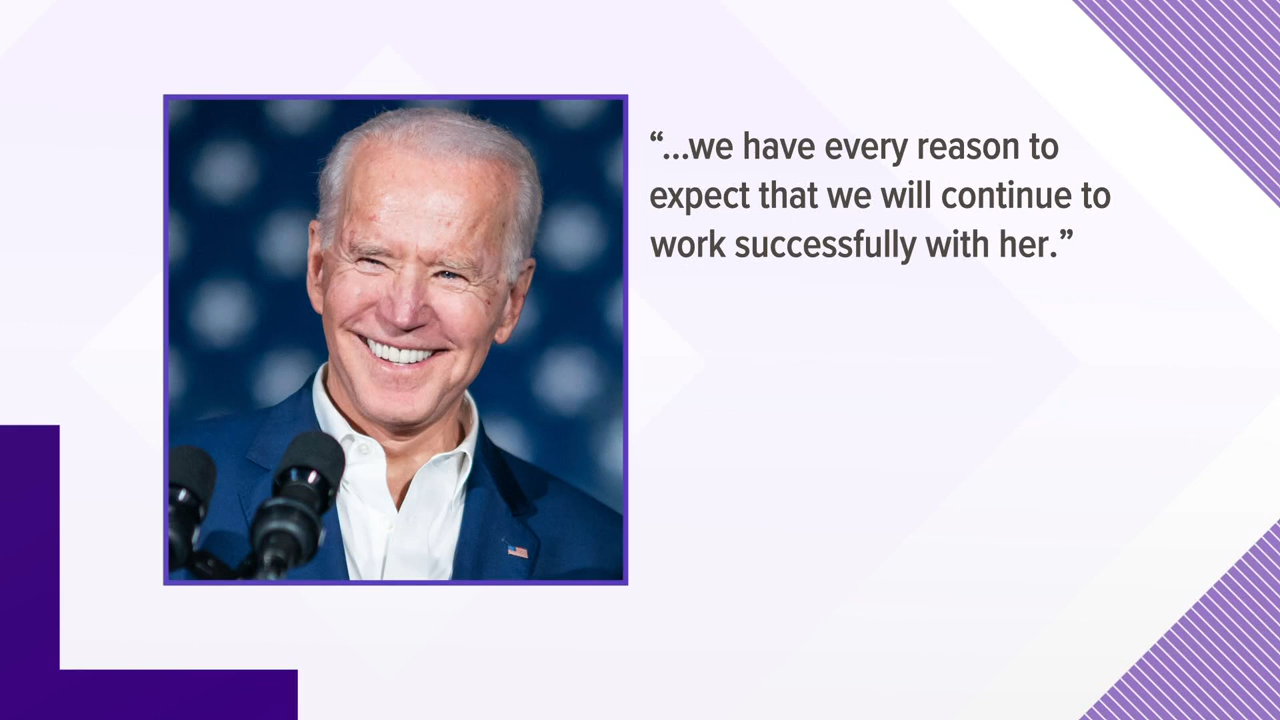 “...we have every reason to
expect that we will continue to
work successfully with her.”